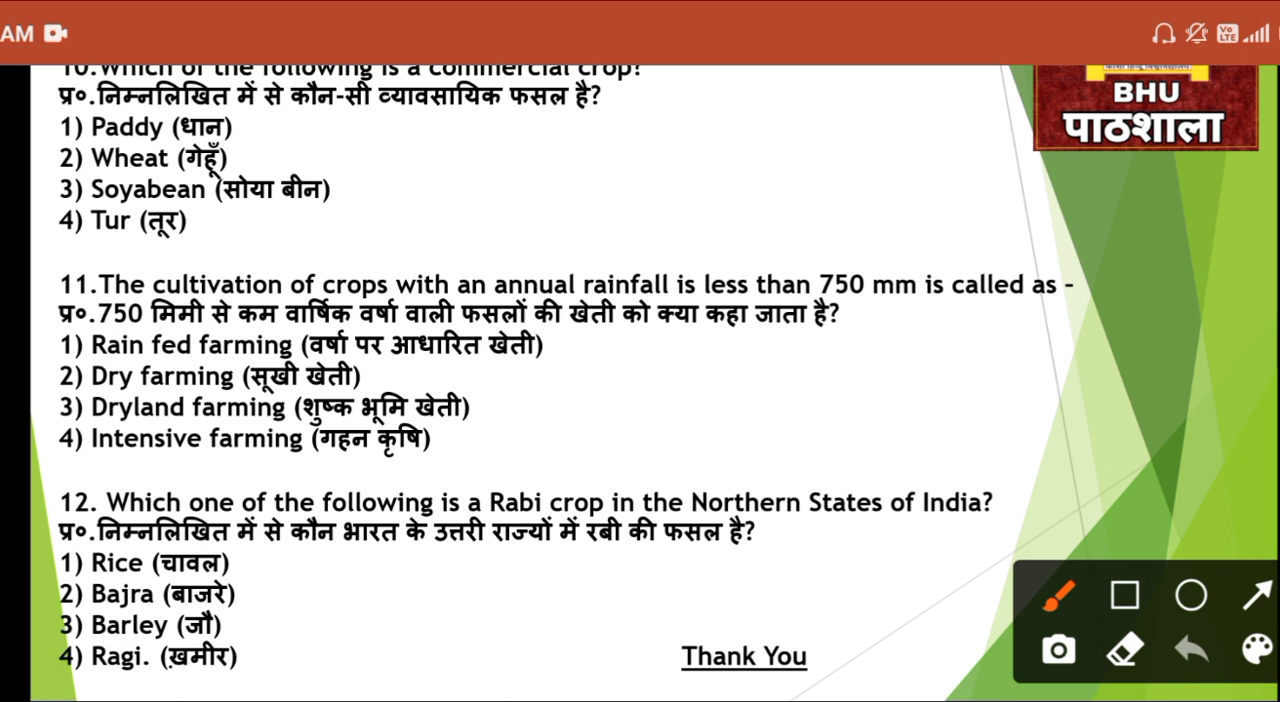 AM
Vo
LTE
BHU
पाठशाला
10.Which of the following is a commercial crop?
प्र०.निम्नलिखित में से कौन-सी व्यावसायिक फसल है?
1) Paddy (धान)
2) Wheat (गेहूँ)
3) Soyabean (सोया बीन)
4) Tur (तूर)
11.The cultivation of crops with an annual rainfall is less than 750 mm is called as -
प्र०.750 मिमी से कम वार्षिक वर्षा वाली फसलों की खेती को क्या कहा जाता है?
1) Rain fed farming (वर्षा पर आधारित खेती)
2) Dry farming (सूखी खेती)
3) Dryland farming (शुष्क भूमि खेती)
4) Intensive farming (गहन कृषि)
12. Which one of the following is a Rabi crop in the Northern States of India?
प्र०.निम्नलिखित में से कौन भारत के उत्तरी राज्यों में रबी की फसल है?
1) Rice (चावल)
2) Bajra (बाजरे)
3) Barley (जौ)
4) Ragi. (ख़मीर)
Thank You